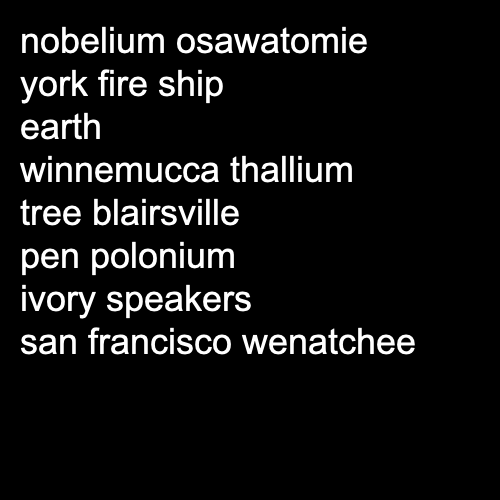 nobelium osawatomie
york fire ship
earth
winnemucca thallium
tree blairsville
pen polonium
ivory speakers
san francisco wenatchee